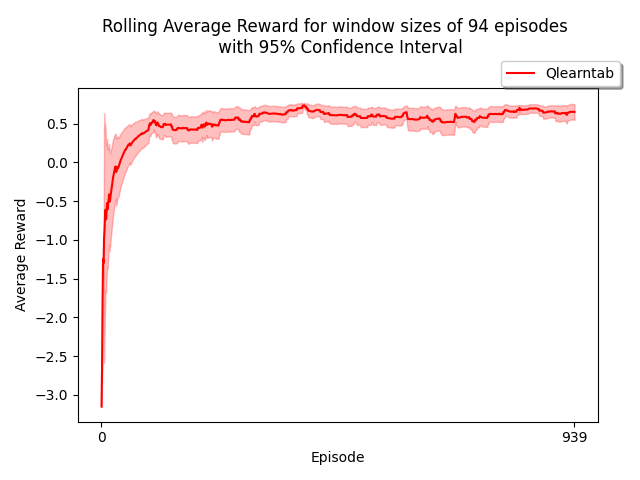 Rolling Average Reward for window sizes of 94 episodes
with 95% Confidence Interval
Qlearntab
0.5
0.0
−0.5
−1.0
−1.5
−2.0
−2.5
−3.0
Average Reward
0
939
Episode